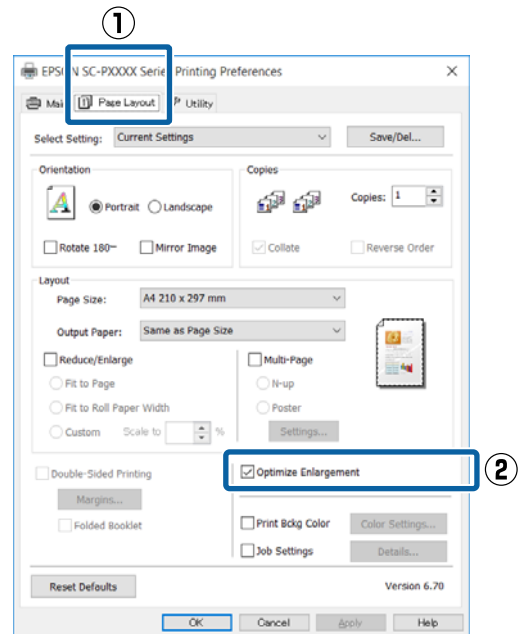 ①
EPSON SC-PXXXX Series Printing Preferences
Main Page Layout Utility
Select Setting: Current Settings Save/Del...
Orientation Copies
Portrait Landscape Copies: 1
Rotate 180° Mirror Image Collate Reverse Order
Layout
Page Size: A4 210 x 297 mm
Output Paper: Same as Page Size
Reduce/Enlarge Multi-Page
Fit to Page N-up
Fit to Roll Paper Width Poster
Custom Scale to % Settings...
Double-Sided Printing Optimize Enlargement ②
Margins...
Folded Booklet Print Bckg Color Color Settings...
Job Settings Details...
Reset Defaults Version 6.70
OK Cancel Apply Help